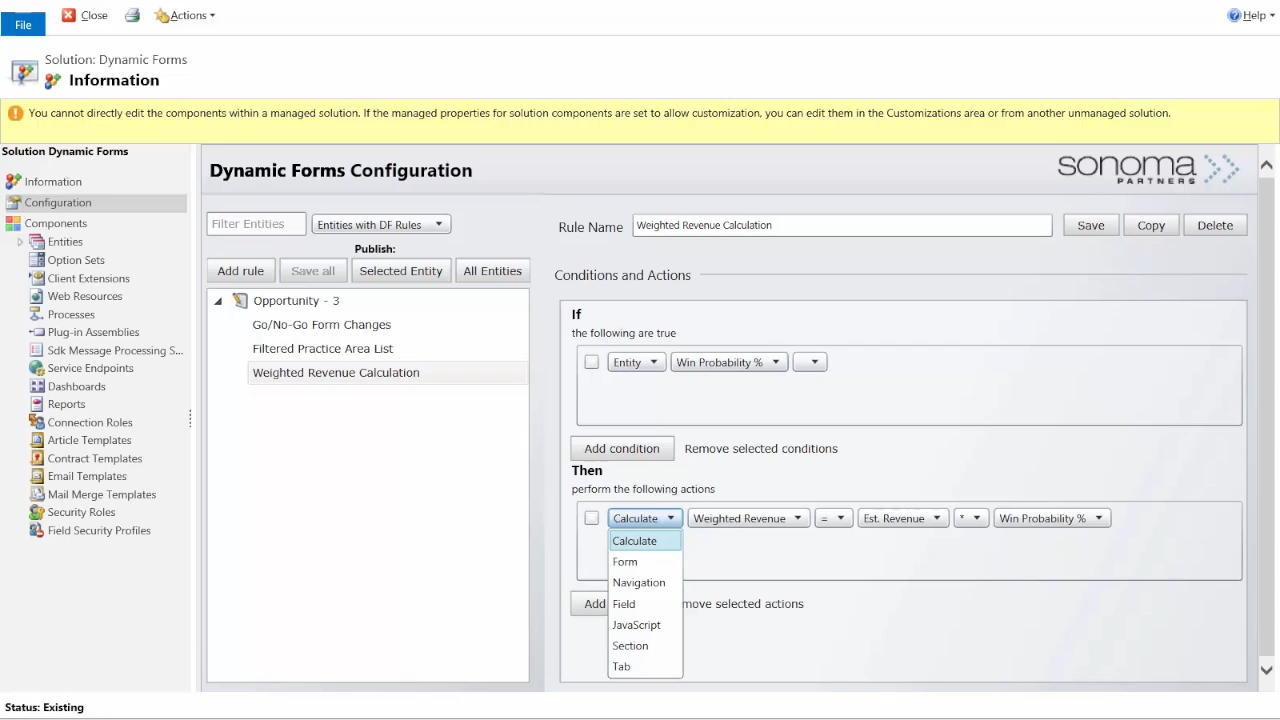 File
Close
Actions
Help
Solution: Dynamic Forms
Information
You cannot directly edit the components within a managed solution. If the managed properties for solution components are set to allow customization, you can edit them in the Customizations area or from another unmanaged solution.
Solution Dynamic Forms
Information
Configuration
Components
Entities
Option Sets
Client Extensions
Web Resources
Processes
Plug-in Assemblies
Sdk Message Processing S...
Service Endpoints
Dashboards
Reports
Connection Roles
Article Templates
Contract Templates
Email Templates
Mail Merge Templates
Security Roles
Field Security Profiles
Dynamic Forms Configuration
sonoma
PARTNERS
Filter Entities
Entities with DF Rules
Publish:
Add rule
Save all
Selected Entity
All Entities
Opportunity - 3
Go/No-Go Form Changes
Filtered Practice Area List
Weighted Revenue Calculation
Rule Name
Weighted Revenue Calculation
Save
Copy
Delete
Conditions and Actions
If
the following are true
Entity
Win Probability %
Add condition
Remove selected conditions
Then
perform the following actions
Calculate
Weighted Revenue
=
Est. Revenue
*
Win Probability %
Calculate
Form
Navigation
Field
JavaScript
Section
Tab
Add
move selected actions
Status: Existing